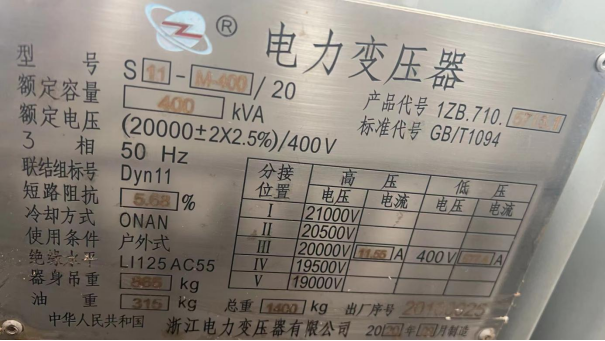 ®
电力变压器
型号 S11-M-400/20
额定容量 400 kVA 产品代号 1ZB.710.
额定电压 (20000±2X2.5%)/400V 标准代号 GB/T1094
3 相 50 Hz
联结组标号 Dyn11
短路阻抗 5.68 %
冷却方式 ONAN
使用条件 户外式
绝缘水平 LI125 AC55
器身吊重 865 kg
油重 315 kg 总重 1400 kg 出厂序号
分接位置 高压 低压
电压 电流 电压 电流
I 21000V
II 20500V
III 20000V 11.55 A 400V A
IV 19500V
V 19000V
中华人民共和国 浙江电力变压器有限公司 20 年 月制造